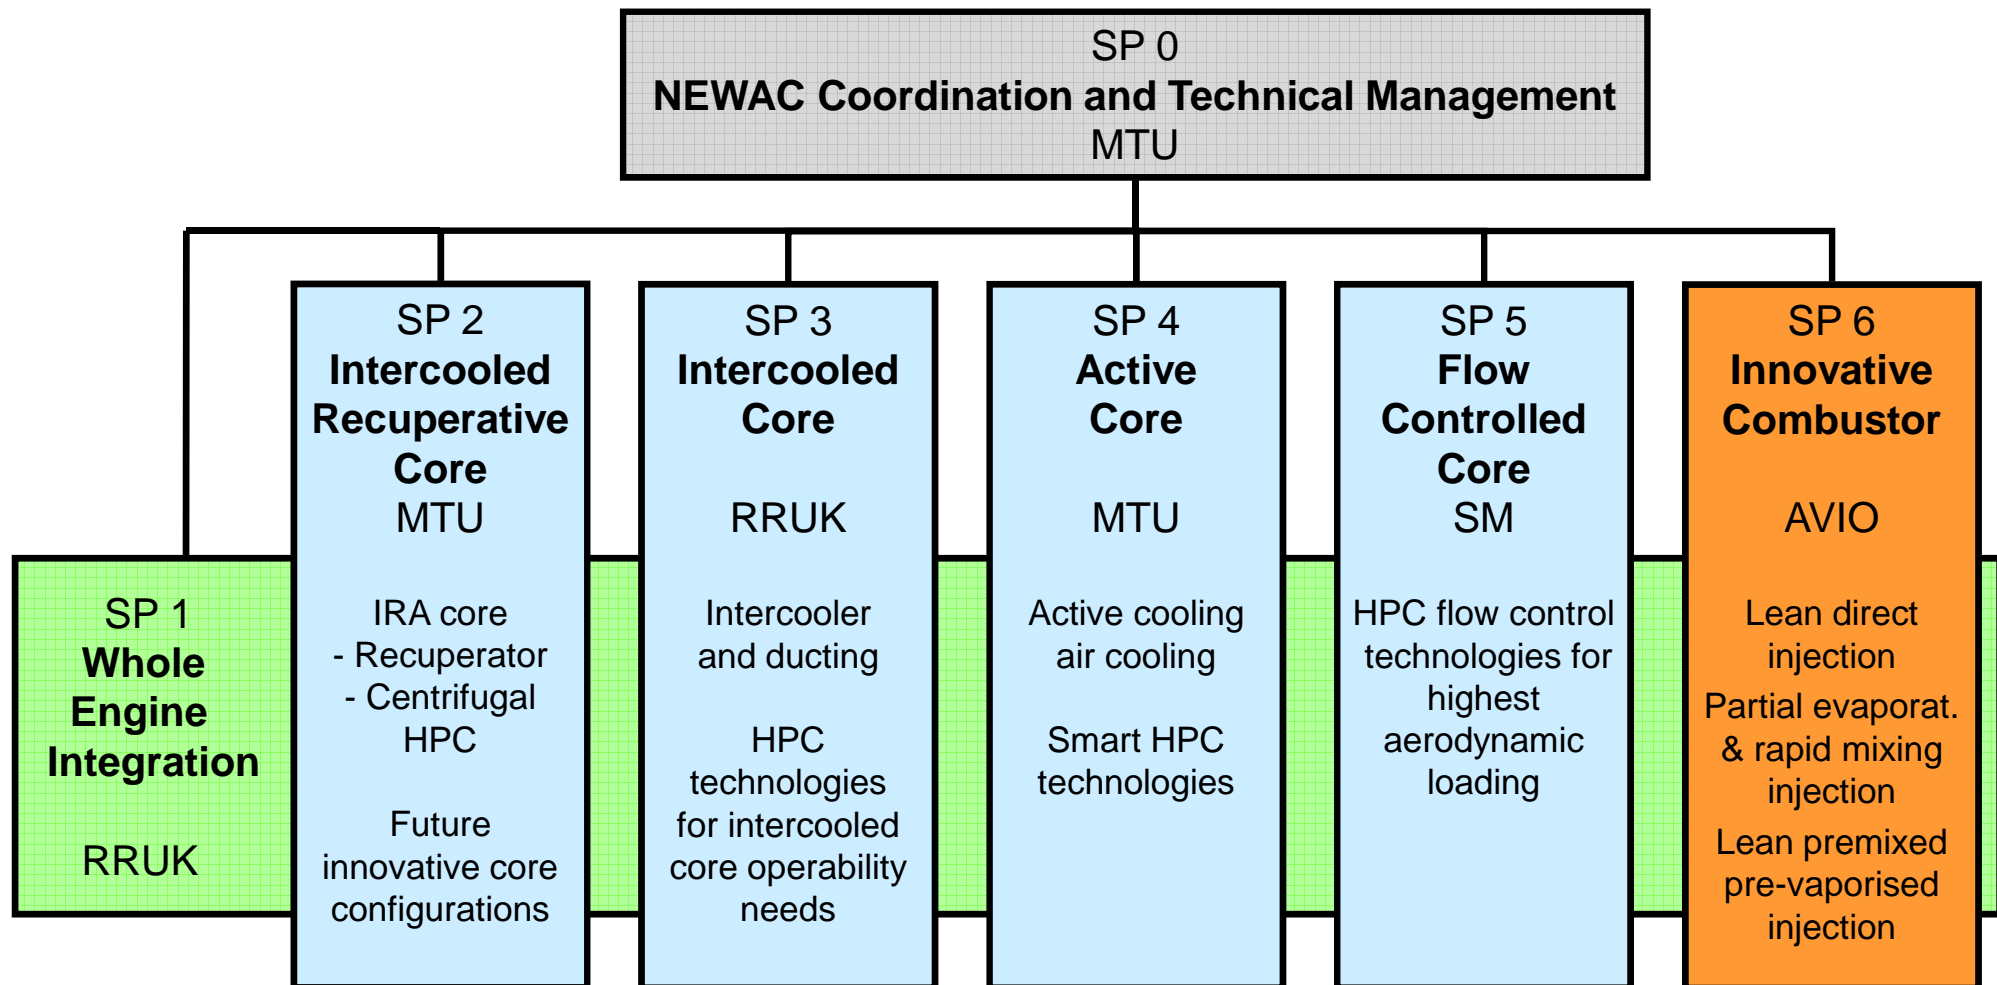 SP 0
NEWAC Coordination and Technical Management
MTU
SP 1
Whole
Engine
Integration
RRUK
SP 2
Intercooled
Recuperative
Core
MTU
IRA core
- Recuperator
- Centrifugal
HPC
Future
innovative core
configurations
SP 3
Intercooled
Core
RRUK
Intercooler
and ducting
HPC
technologies
for intercooled
core operability
needs
SP 4
Active
Core
MTU
Active cooling
air cooling
Smart HPC
technologies
SP 5
Flow
Controlled
Core
SM
HPC flow control
technologies for
highest
aerodynamic
loading
SP 6
Innovative
Combustor
AVIO
Lean direct
injection
Partial evaporat.
& rapid mixing
injection
Lean premixed
pre-vaporised
injection